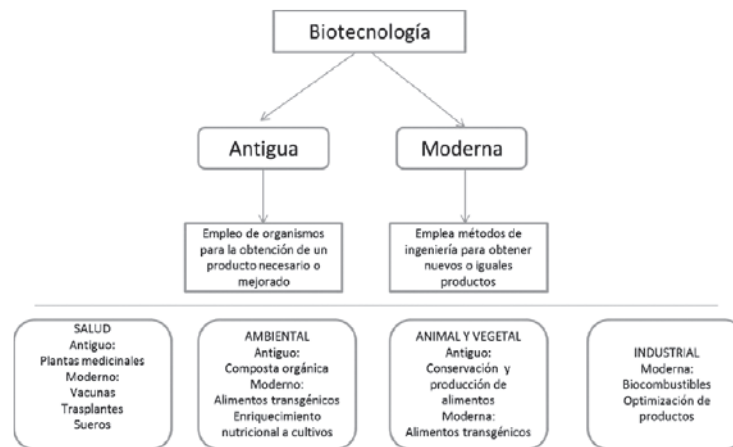 Biotecnología
Antigua
Moderna
Empleo de organismos
para la obtención de un
producto necesario o
mejorado
Emplea métodos de
ingeniería para obtener
nuevos o iguales
productos
SALUD
Antiguo:
Plantas medicinales
Moderno:
Vacunas
Trasplantes
Sueros
AMBIENTAL
Antiguo:
Composta orgánica
Moderno:
Alimentos transgénicos
Enriquecimiento
nutricional a cultivos
ANIMAL Y VEGETAL
Antiguo:
Conservación y
producción de
alimentos
Moderna:
Alimentos transgénicos
INDUSTRIAL
Moderna:
Biocombustibles
Optimización de
productos